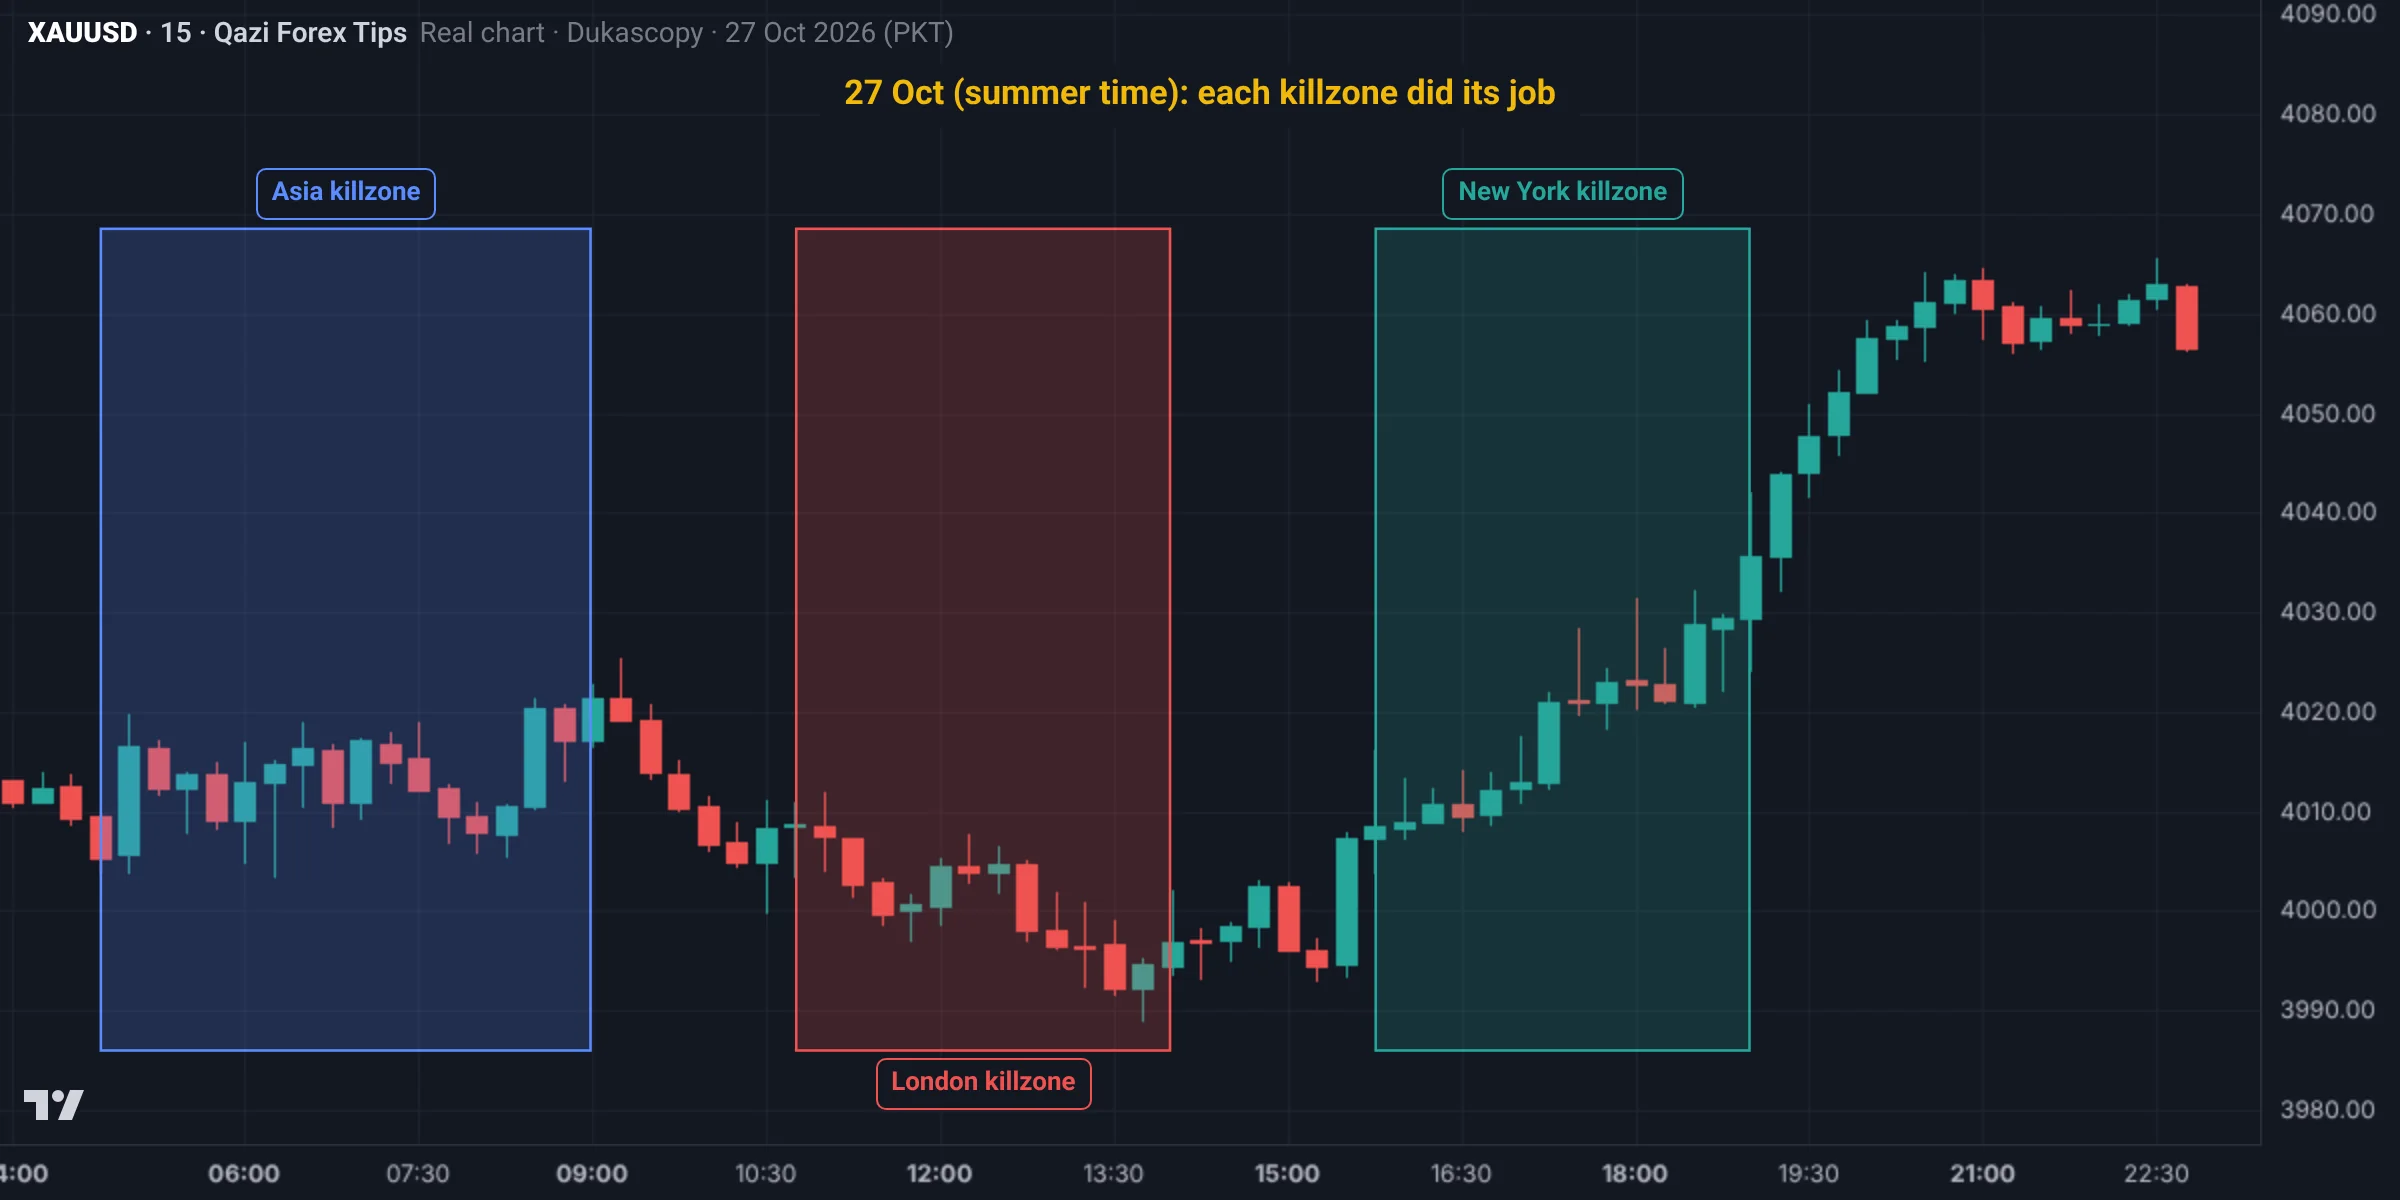 XAUUSD · 15 · Qazi Forex Tips Real chart · Dukascopy · 27 Oct 2026 (PKT)
27 Oct (summer time): each killzone did its job
Asia killzone
New York killzone
London killzone
4090.00
4080.00
4070.00
4060.00
4050.00
4040.00
4030.00
4020.00
4010.00
4000.00
3990.00
3980.00
4:00 06:00 07:30 09:00 10:30 12:00 13:30 15:00 16:30 18:00 19:30 21:00 22:30